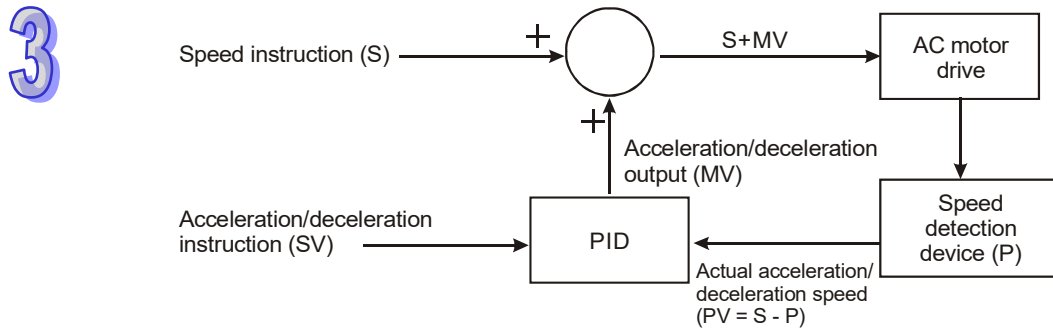 3
Speed instruction (S)
+
S+MV
AC motor
drive
+
Acceleration/deceleration
output (MV)
Acceleration/deceleration
instruction (SV)
PID
Speed
detection
device (P)
Actual acceleration/
deceleration speed
(PV = S - P)